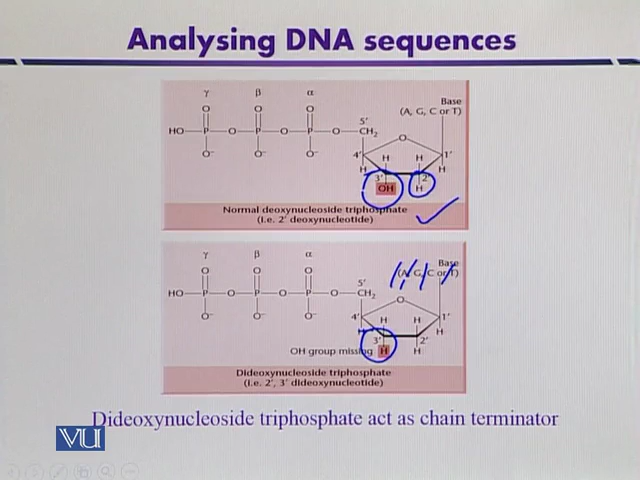 Analysing DNA sequences
γ β α Base
O O O 5' (A, G, C or T)
HO P O P O P O CH₂ O
O⁻ O⁻ O⁻ 4' H H 1'
H 3' 2' H
OH H
Normal deoxynucleoside triphosphate
(i.e. 2' deoxynucleotide)
γ β α Base
O O O 5' (A, G, C or T)
HO P O P O P O CH₂ O
O⁻ O⁻ O⁻ 4' H H 1'
H 3' 2' H
OH group missing H H
Dideoxynucleoside triphosphate
(i.e. 2', 3' dideoxynucleotide)
Dideoxynucleoside triphosphate act as chain terminator
VU